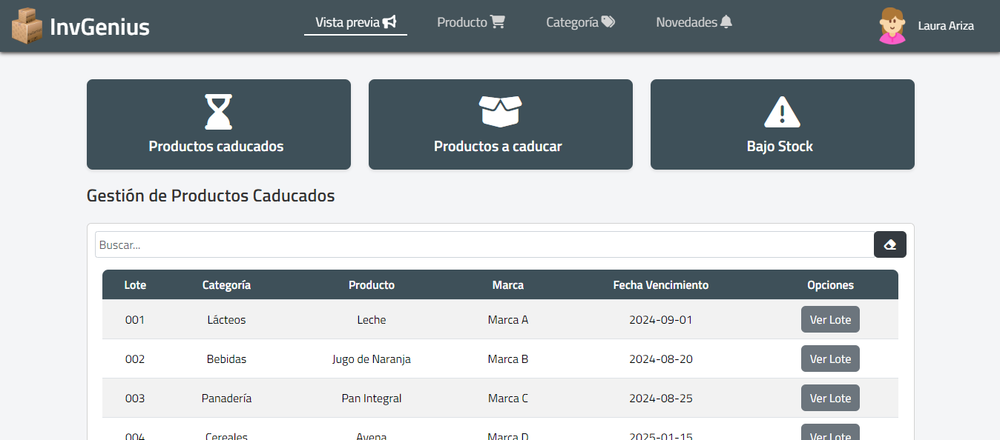 InvGenius
Vista previa
Producto
Categoría
Novedades
Laura Ariza
Productos caducados
Productos a caducar
Bajo Stock
Gestión de Productos Caducados
Buscar...
Lote Categoría Producto Marca Fecha Vencimiento Opciones
001 Lácteos Leche Marca A 2024-09-01 Ver Lote
002 Bebidas Jugo de Naranja Marca B 2024-08-20 Ver Lote
003 Panadería Pan Integral Marca C 2024-08-25 Ver Lote
004 Cereales Avena Marca D 2025-01-15 Ver Lote